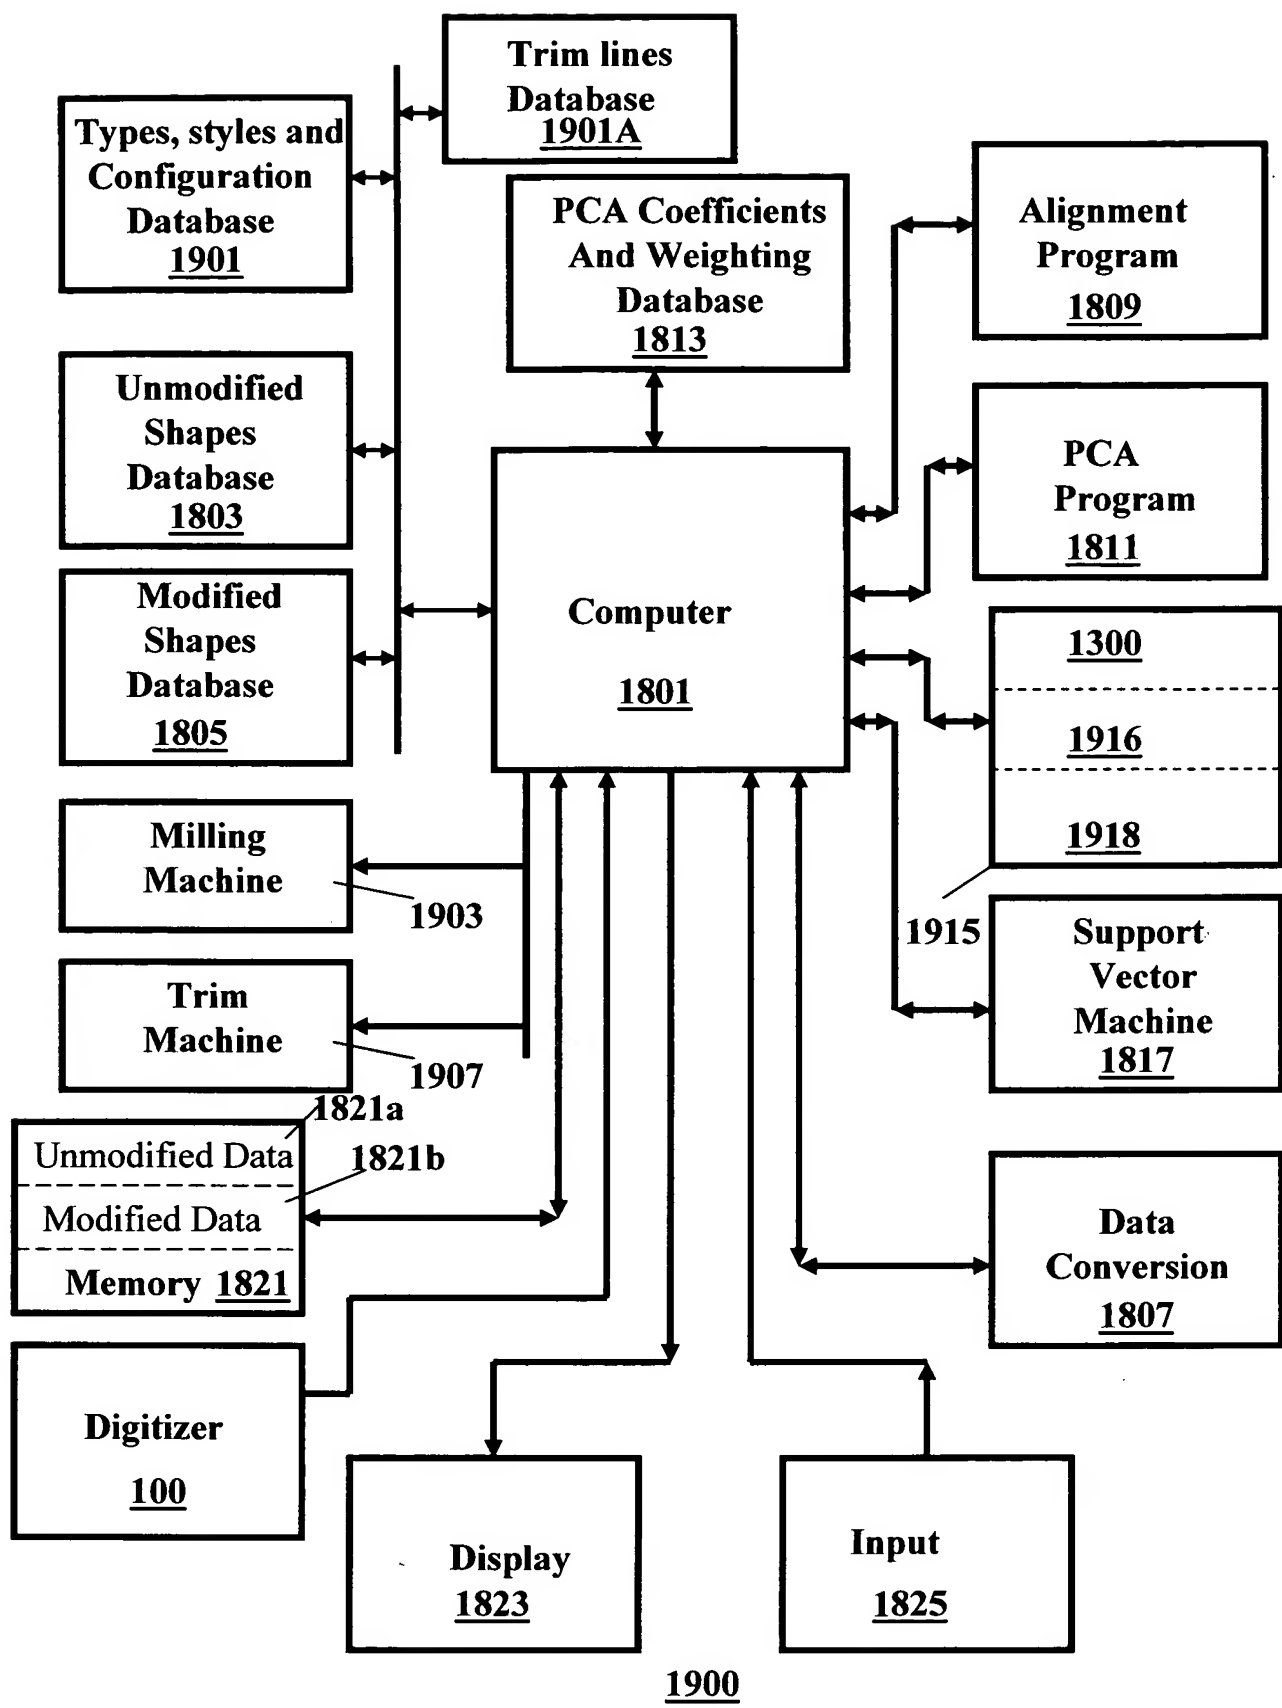 Trim lines
Database
1901A
Types, styles and
Configuration
Database
1901
PCA Coefficients
And Weighting
Database
1813
Alignment
Program
1809
Unmodified
Shapes
Database
1803
PCA
Program
1811
Modified
Shapes
Database
1805
Computer
1801
1300
1916
1918
1915
Milling
Machine
1903
Support
Vector
Machine
1817
Trim
Machine
1907
1821a
Unmodified Data
1821b
Modified Data
Memory 1821
Data
Conversion
1807
Digitizer
100
Display
1823
Input
1825
1900